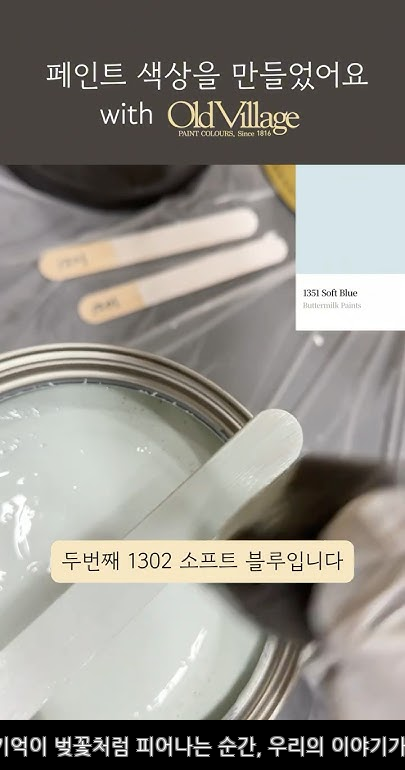 페인트 색상을 만들었어요
with Old Village
PAINT COLOURS, Since 1816
1351 Soft Blue
Buttermilk Paints
두번째 1302 소프트 블루입니다
기억이 벚꽃처럼 피어나는 순간, 우리의 이야기가